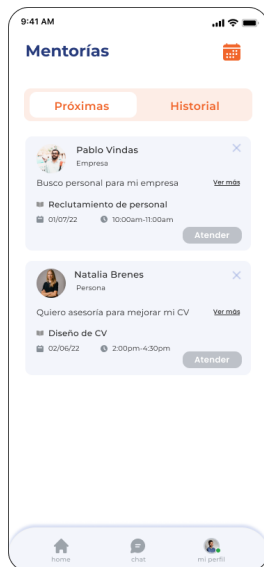 9:41 AM
Mentorías
Próximas Historial
Pablo Vindas
Empresa
Busco personal para mi empresa Ver más
Reclutamiento de personal
01/07/22 10:00am-11:00am
Atender
Natalia Brenes
Persona
Quiero asesoría para mejorar mi CV Ver más
Diseño de CV
02/06/22 2:00pm-4:30pm
Atender
home chat mi perfil